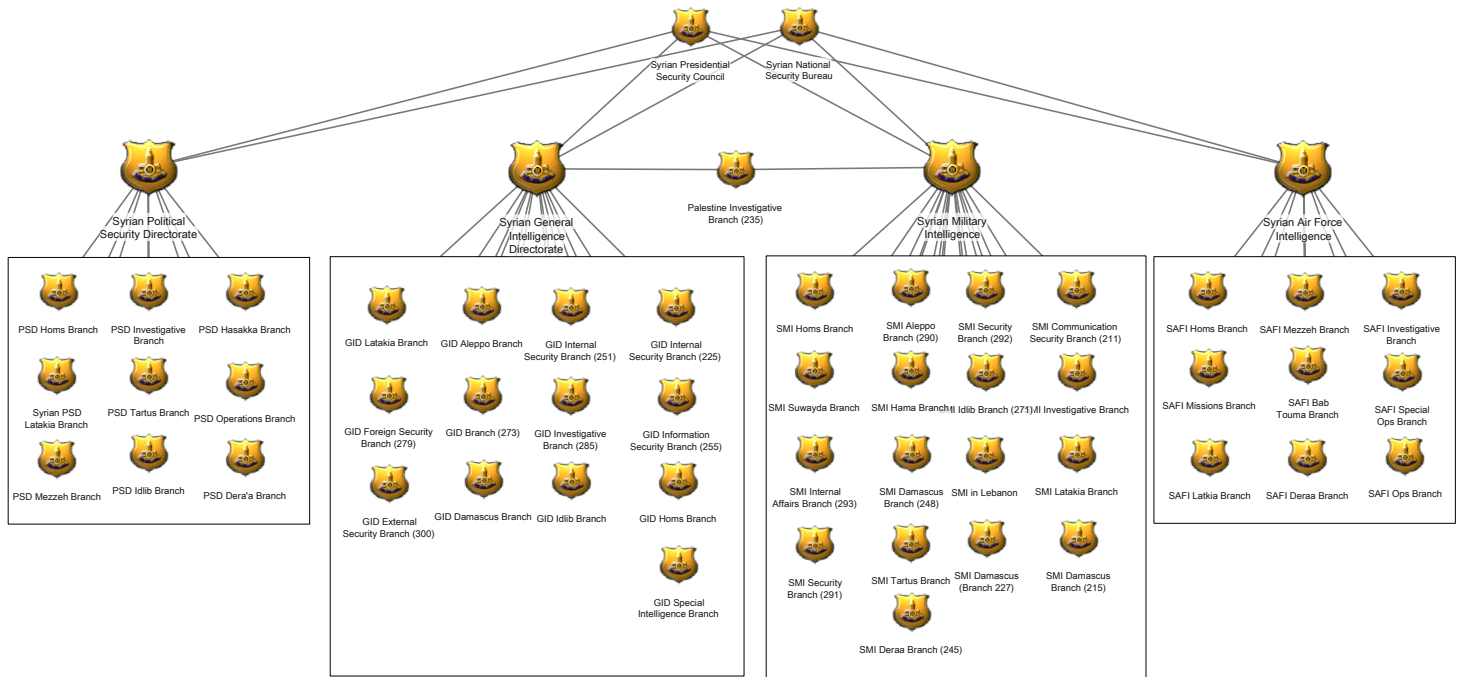 Syrian Presidential
Security Council
Syrian National
Security Bureau
Syrian Political
Security Directorate
Syrian General
Intelligence
Directorate
Palestine Investigative
Branch (235)
Syrian Military
Intelligence
Syrian Air Force
Intelligence
PSD Homs Branch
PSD Investigative
Branch
PSD Hasakka Branch
Syrian PSD
Latakia Branch
PSD Tartus Branch
PSD Operations Branch
PSD Mezzeh Branch
PSD Idlib Branch
PSD Dera'a Branch
GID Latakia Branch
GID Aleppo Branch
GID Internal
Security Branch (251)
GID Internal
Security Branch (225)
GID Foreign Security
Branch (279)
GID Branch (273)
GID Investigative
Branch (285)
GID Information
Security Branch (255)
GID External
Security Branch (300)
GID Damascus Branch
GID Idlib Branch
GID Homs Branch
GID Special
Intelligence Branch
SMI Homs Branch
SMI Aleppo
Branch (290)
SMI Security
Branch (292)
SMI Communication
Security Branch (211)
SMI Suwayda Branch
SMI Hama Branch
MI Idlib Branch (271)
MI Investigative Branch
SMI Internal
Affairs Branch (293)
SMI Damascus
Branch (248)
SMI in Lebanon
SMI Latakia Branch
SMI Security
Branch (291)
SMI Tartus Branch
SMI Damascus
(Branch 227)
SMI Damascus
Branch (215)
SMI Deraa Branch (245)
SAFI Homs Branch
SAFI Mezzeh Branch
SAFI Investigative
Branch
SAFI Missions Branch
SAFI Bab
Touma Branch
SAFI Special
Ops Branch
SAFI Latkia Branch
SAFI Deraa Branch
SAFI Ops Branch